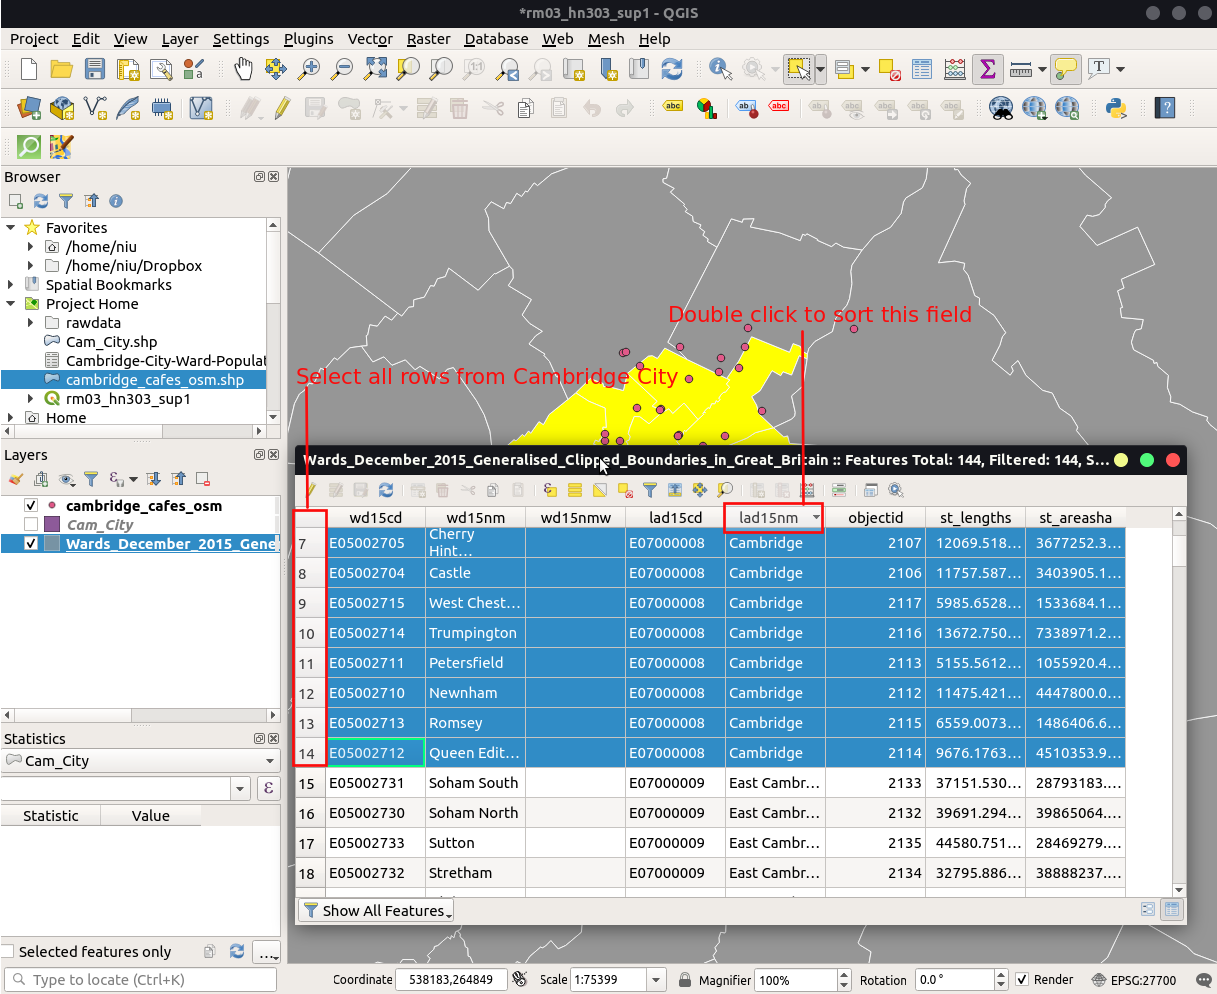 *rm03_hn303_sup1 - QGIS
Project Edit View Layer Settings Plugins Vector Raster Database Web Mesh Help
Browser
Favorites
/home/niu
/home/niu/Dropbox
Spatial Bookmarks
Project Home
rawdata
Cam_City.shp
Cambridge-City-Ward-Populat
cambridge_cafes_osm.shp
rm03_hn303_sup1
Home
Layers
cambridge_cafes_osm
Cam_City
Wards_December_2015_Gene
Statistics
Cam_City
Statistic Value
Selected features only
Double click to sort this field
Select all rows from Cambridge City
Wards_December_2015_Generalised_Clipped_Boundaries_in_Great_Britain :: Features Total: 144, Filtered: 144, S...
wd15cd wd15nm wd15nmw lad15cd lad15nm objectid st_lengths st_areasha
7 E05002705 Cherry Hint... E07000008 Cambridge 2107 12069.518... 3677252.3...
8 E05002704 Castle E07000008 Cambridge 2106 11757.587... 3403905.1...
9 E05002715 West Chest... E07000008 Cambridge 2117 5985.6528... 1533684.1...
10 E05002714 Trumpington E07000008 Cambridge 2116 13672.750... 7338971.2...
11 E05002711 Petersfield E07000008 Cambridge 2113 5155.5612... 1055920.4...
12 E05002710 Newnham E07000008 Cambridge 2112 11475.421... 4447800.0...
13 E05002713 Romsey E07000008 Cambridge 2115 6559.0073... 1486406.6...
14 E05002712 Queen Edit... E07000008 Cambridge 2114 9676.1763... 4510353.9...
15 E05002731 Soham South E07000009 East Cambr... 2133 37151.530... 28793183....
16 E05002730 Soham North E07000009 East Cambr... 2132 39691.294... 39865064....
17 E05002733 Sutton E07000009 East Cambr... 2135 44580.751... 28469279....
18 E05002732 Stretham E07000009 East Cambr... 2134 32795.886... 38888237....
Show All Features
Type to locate (Ctrl+K) Coordinate 538183,264849 Scale 1:75399 Magnifier 100% Rotation 0.0 ° Render EPSG:27700